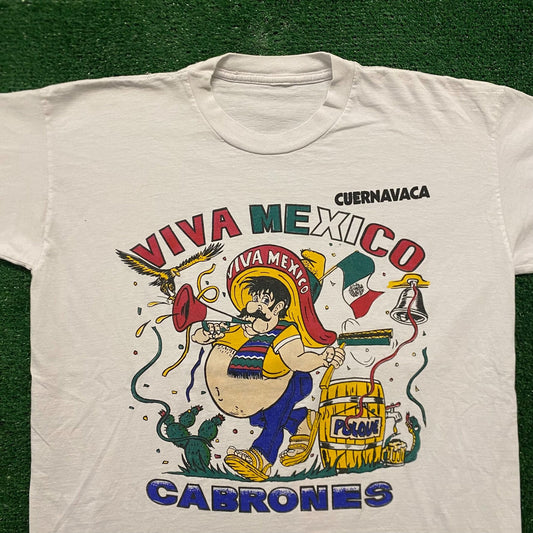 CUERNAVACA
VIVA MEXICO
VIVA MEXICO
PULQUE
CABRONES